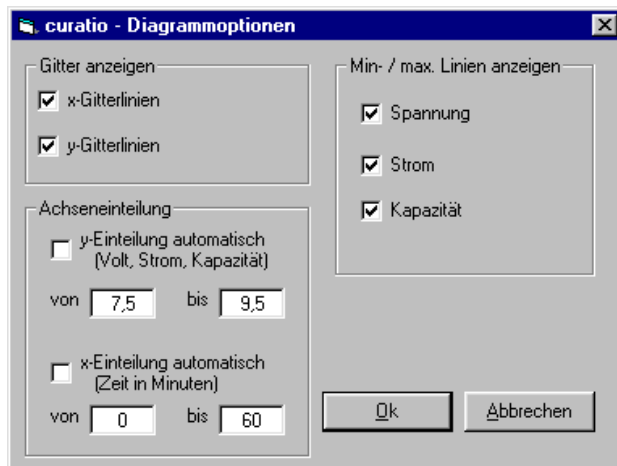 curatio - Diagrammoptionen
Gitter anzeigen
x-Gitterlinien
y-Gitterlinien
Achseneinteilung
y-Einteilung automatisch
(Volt, Strom, Kapazität)
von 7,5 bis 9,5
x-Einteilung automatisch
(Zeit in Minuten)
von 0 bis 60
Min- / max. Linien anzeigen
Spannung
Strom
Kapazität
Ok Abbrechen